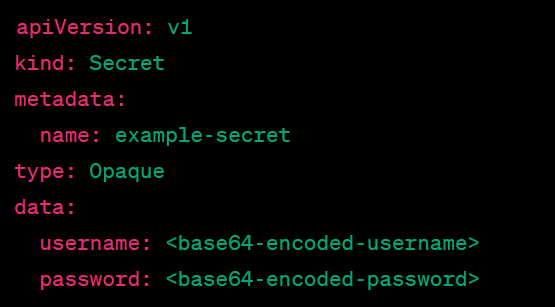 apiVersion: v1
kind: Secret
metadata:
  name: example-secret
type: Opaque
data:
  username: <base64-encoded-username>
  password: <base64-encoded-password>